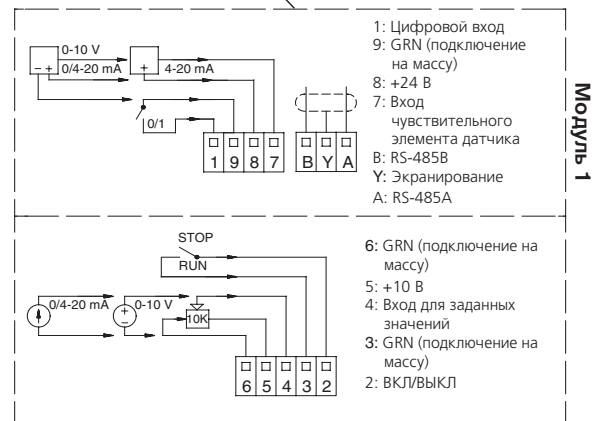 0-10 V
- +
0/4-20 mA
+
4-20 mA
0/1
1 9 8 7
B Y A
1: Цифровой вход
9: GRN (подключение
на массу)
8: +24 В
7: Вход
чувствительного
элемента датчика
B: RS-485B
Y: Экранирование
A: RS-485A
Модуль 1
STOP
RUN
0/4-20 mA
+
-
0-10 V
10K
6 5 4 3 2
6: GRN (подключение на
массу)
5: +10 В
4: Вход для заданных
значений
3: GRN (подключение на
массу)
2: ВКЛ/ВЫКЛ